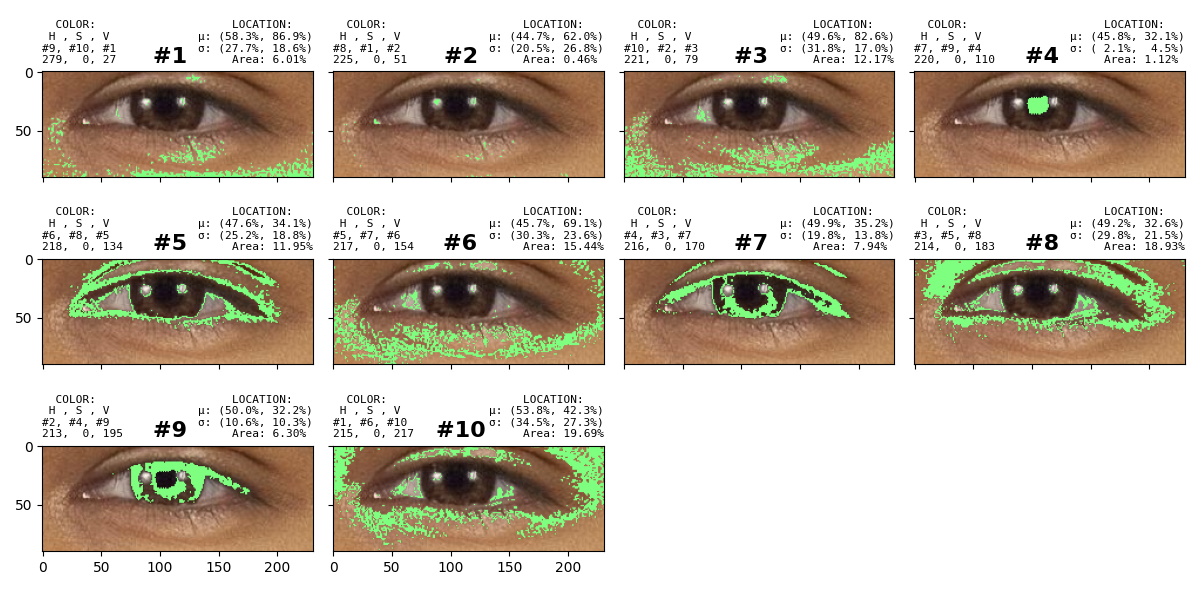 COLOR: LOCATION:
H , S , V μ: (58.3%, 86.9%)
#9, #10, #1 σ: (27.7%, 18.6%)
279, 0, 27 #1 Area: 6.01%
COLOR: LOCATION:
H , S , V μ: (44.7%, 62.0%)
#8, #1, #2 σ: (20.5%, 26.8%)
225, 0, 51 #2 Area: 0.46%
COLOR: LOCATION:
H , S , V μ: (49.6%, 82.6%)
#10, #2, #3 σ: (31.8%, 17.0%)
221, 0, 79 #3 Area: 12.17%
COLOR: LOCATION:
H , S , V μ: (45.8%, 32.1%)
#7, #9, #4 σ: ( 2.1%, 4.5%)
220, 0, 110 #4 Area: 1.12%
0
50
COLOR: LOCATION:
H , S , V μ: (47.6%, 34.1%)
#6, #8, #5 σ: (25.2%, 18.8%)
218, 0, 134 #5 Area: 11.95%
COLOR: LOCATION:
H , S , V μ: (45.7%, 69.1%)
#5, #7, #6 σ: (30.3%, 23.6%)
217, 0, 154 #6 Area: 15.44%
COLOR: LOCATION:
H , S , V μ: (49.9%, 35.2%)
#4, #3, #7 σ: (19.8%, 13.8%)
216, 0, 170 #7 Area: 7.94%
COLOR: LOCATION:
H , S , V μ: (49.2%, 32.6%)
#3, #5, #8 σ: (29.8%, 21.5%)
214, 0, 183 #8 Area: 18.93%
0
50
COLOR: LOCATION:
H , S , V μ: (50.0%, 32.2%)
#2, #4, #9 σ: (10.6%, 10.3%)
213, 0, 195 #9 Area: 6.30%
COLOR: LOCATION:
H , S , V μ: (53.8%, 42.3%)
#1, #6, #10 σ: (34.5%, 27.3%)
215, 0, 217 #10 Area: 19.69%
0
50
0 50 100 150 200
0 50 100 150 200